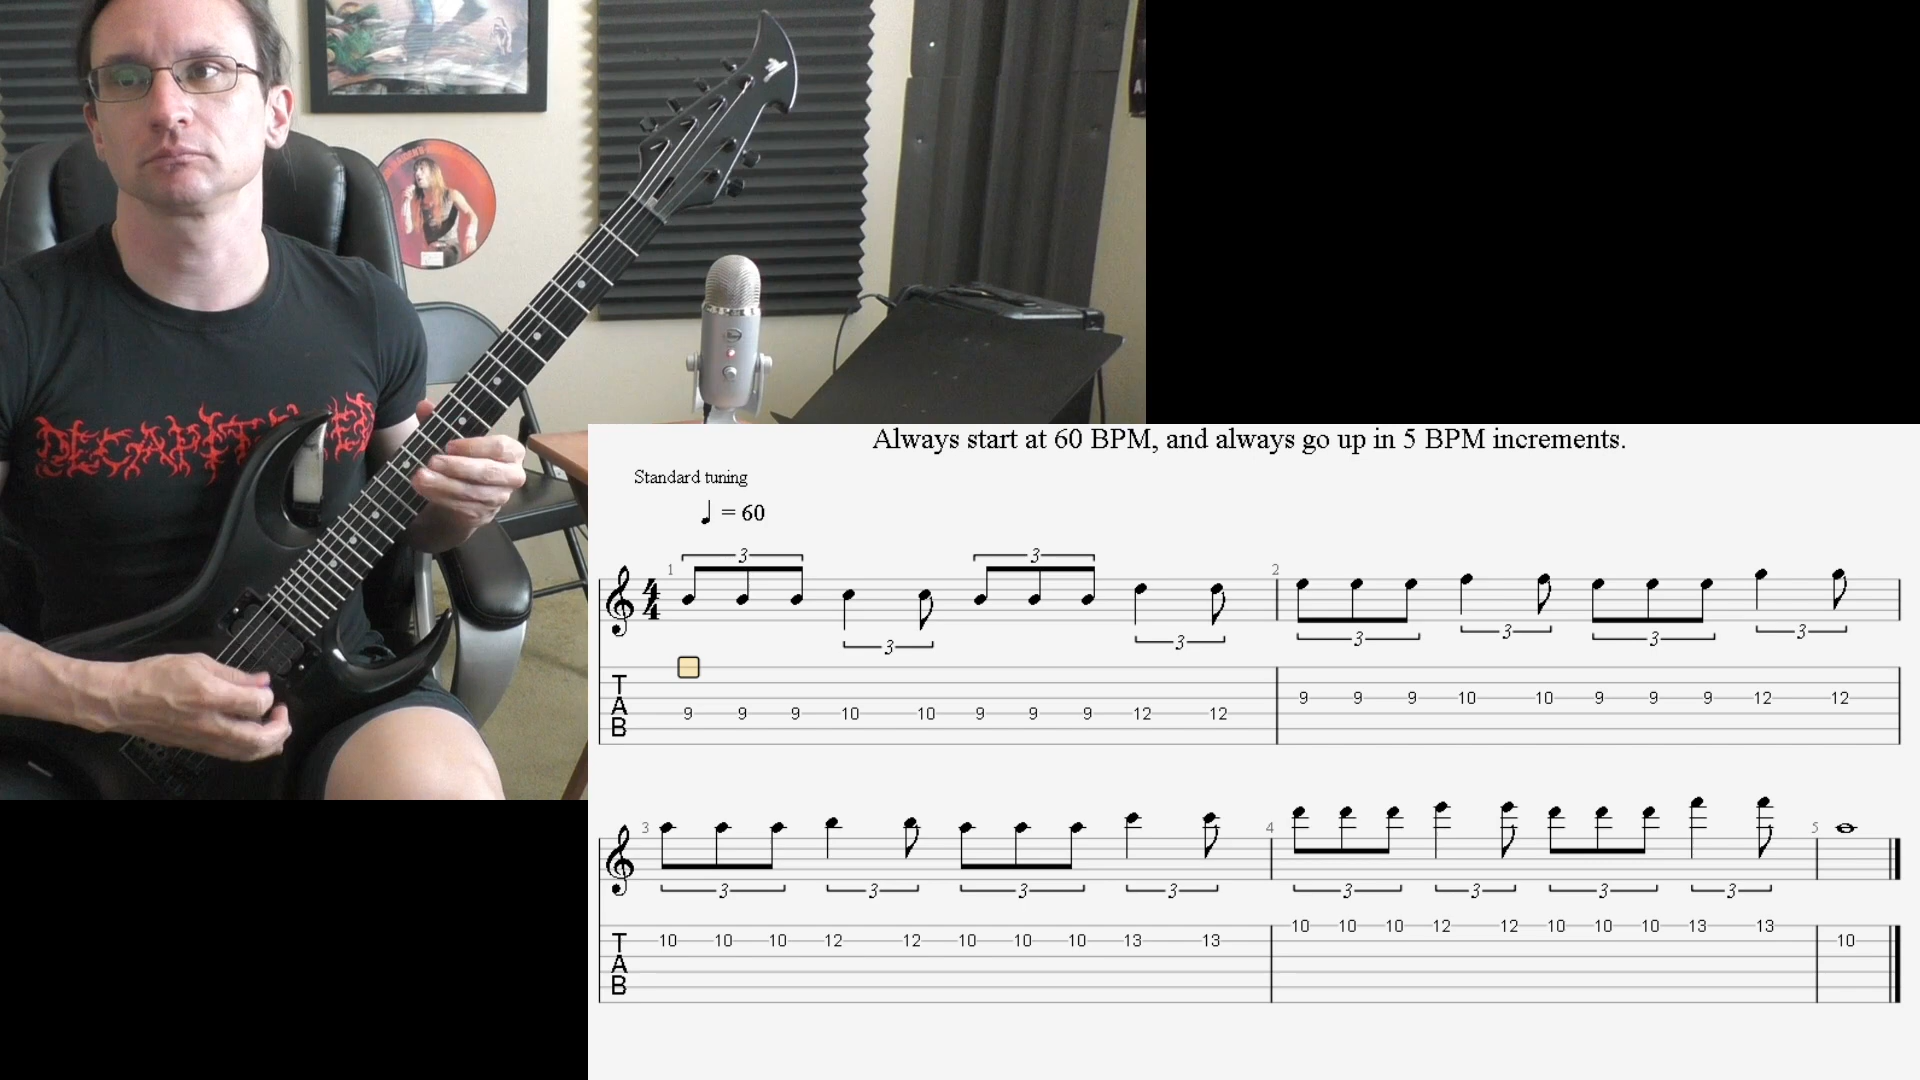 DECAPITATED
Always start at 60 BPM, and always go up in 5 BPM increments.
Standard tuning
= 60
3 3
1 2
4
4
3 3 3 3 3 3
T
A
B
9 9 9 10 10 9 9 9 12 12 9 9 9 10 10 9 9 9 12 12
3 4 5
3 3 3 3 3 3 3 3
T
A
B
10 10 10 12 12 10 10 10 13 13 10 10 10 12 12 10 10 10 13 13 10